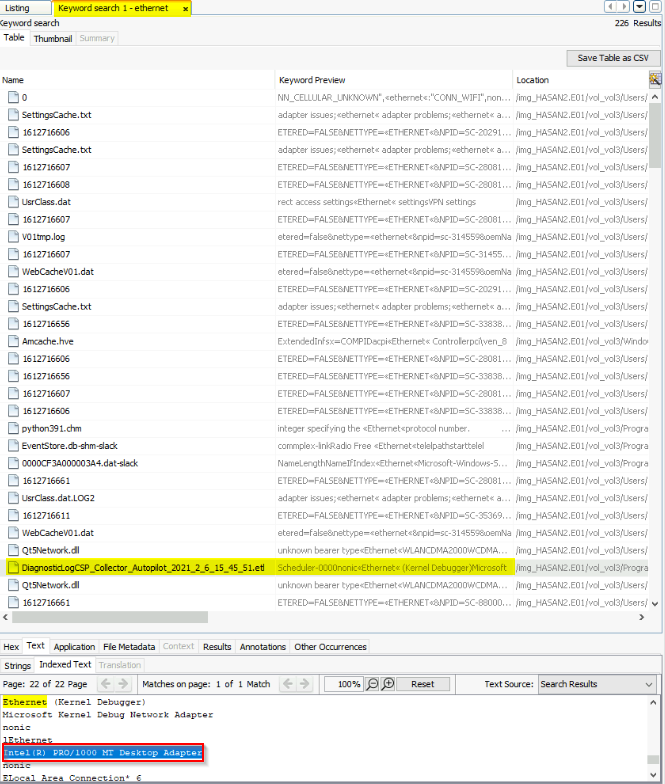 Listing
Keyword search 1 - ethernet ×
Keyword search
226 Results
Table Thumbnail Summary
Save Table as CSV
Name Keyword Preview Location
0 NN_CELLULAR_UNKNOWN",«ethernet«:"CONN_WIFI",non... /img_HASAN2.E01/vol_vol3/Users/
SettingsCache.txt adapter issues;«ethernet« adapter problems;«ethernet« a... /img_HASAN2.E01/vol_vol3/Users/
1612716606 ETERED=FALSE&NETTYPE=«ETHERNET«&NPID=SC-20291... /img_HASAN2.E01/vol_vol3/Users/
SettingsCache.txt adapter issues;«ethernet« adapter problems;«ethernet« a... /img_HASAN2.E01/vol_vol3/Users/
1612716607 ETERED=FALSE&NETTYPE=«ETHERNET«&NPID=SC-28081... /img_HASAN2.E01/vol_vol3/Users/
1612716608 ETERED=FALSE&NETTYPE=«ETHERNET«&NPID=SC-28081... /img_HASAN2.E01/vol_vol3/Users/
UsrClass.dat rect access settings«Ethernet« settingsVPN settings /img_HASAN2.E01/vol_vol3/Users/
1612716607 ETERED=FALSE&NETTYPE=«ETHERNET«&NPID=SC-28081... /img_HASAN2.E01/vol_vol3/Users/
V01tmp.log etered=false&nettype=«ethernet«&npid=sc-314559&oemNa /img_HASAN2.E01/vol_vol3/Users/
1612716607 ETERED=FALSE&NETTYPE=«ETHERNET«&NPID=SC-31455... /img_HASAN2.E01/vol_vol3/Users/
WebCacheV01.dat etered=false&nettype=«ethernet«&npid=sc-314559&oemNa /img_HASAN2.E01/vol_vol3/Users/
1612716606 ETERED=FALSE&NETTYPE=«ETHERNET«&NPID=SC-20291... /img_HASAN2.E01/vol_vol3/Users/
SettingsCache.txt adapter issues;«ethernet« adapter problems;«ethernet« a... /img_HASAN2.E01/vol_vol3/Users/
1612716656 ETERED=FALSE&NETTYPE=«ETHERNET«&NPID=SC-33838... /img_HASAN2.E01/vol_vol3/Users/
Amcache.hve ExtendedInfsx=COMPIDacpi«Ethernet« Controllerpci\ven_8 /img_HASAN2.E01/vol_vol3/Windo
1612716606 ETERED=FALSE&NETTYPE=«ETHERNET«&NPID=SC-28081... /img_HASAN2.E01/vol_vol3/Users/
1612716656 ETERED=FALSE&NETTYPE=«ETHERNET«&NPID=SC-33838... /img_HASAN2.E01/vol_vol3/Users/
1612716607 ETERED=FALSE&NETTYPE=«ETHERNET«&NPID=SC-28081... /img_HASAN2.E01/vol_vol3/Users/
1612716606 ETERED=FALSE&NETTYPE=«ETHERNET«&NPID=SC-33838... /img_HASAN2.E01/vol_vol3/Users/
python391.chm integer specifying the «Ethernet«protocol number. ... /img_HASAN2.E01/vol_vol3/Progra
EventStore.db-shm-slack commplex-linkRadio Free «Ethernet«telelpathstarttelel /img_HASAN2.E01/vol_vol3/Progra
0000CF3A000003A4.dat-slack NameLengthNameIfIndex«Ethernet«Microsoft-Windows-5... /img_HASAN2.E01/vol_vol3/Progra
1612716661 ETERED=FALSE&NETTYPE=«ETHERNET«&NPID=SC-28081... /img_HASAN2.E01/vol_vol3/Users/
UsrClass.dat.LOG2 adapter issues;«ethernet« adapter problems;«ethernet« a... /img_HASAN2.E01/vol_vol3/Users/
1612716611 ETERED=FALSE&NETTYPE=«ETHERNET«&NPID=SC-35369... /img_HASAN2.E01/vol_vol3/Users/
WebCacheV01.dat etered=false&nettype=«ethernet«&npid=sc-314559&oemNa /img_HASAN2.E01/vol_vol3/Users/
Qt5Network.dll unknown bearer type«Ethernet«WLANCDMA2000WCDMA... /img_HASAN2.E01/vol_vol3/Users/
DiagnosticLogCSP_Collector_Autopilot_2021_2_6_15_45_51.etl Scheduler-0000nonic«Ethernet« (Kernel Debugger)Microsoft /img_HASAN2.E01/vol_vol3/Progra
Qt5Network.dll unknown bearer type«Ethernet«WLANCDMA2000WCDMA... /img_HASAN2.E01/vol_vol3/Users/
1612716661 ETERED=FALSE&NETTYPE=«ETHERNET«&NPID=SC-88000... /img_HASAN2.E01/vol_vol3/Users/
Hex Text Application File Metadata Context Results Annotations Other Occurrences
Strings Indexed Text Translation
Page: 22 of 22 Page Matches on page: 1 of 1 Match 100% Reset Text Source: Search Results
Ethernet (Kernel Debugger)
Microsoft Kernel Debug Network Adapter
nonic
lEthernet
Intel(R) PRO/1000 MT Desktop Adapter
nonic
ELocal Area Connection* 6